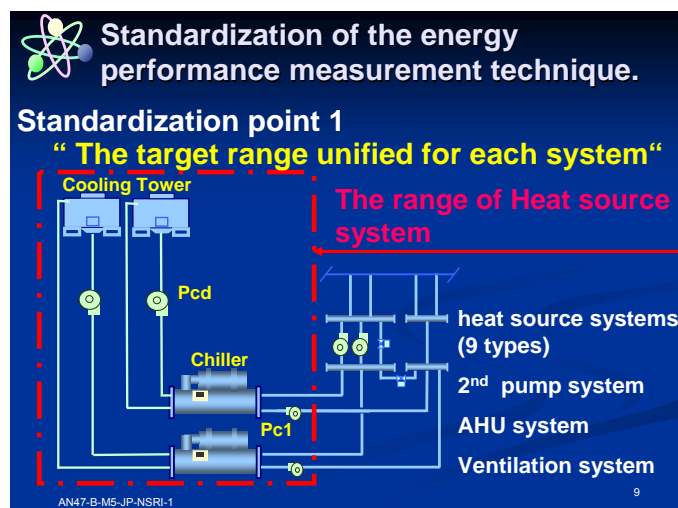 Standardization of the energy
performance measurement technique.
Standardization point 1
“ The target range unified for each system“
Cooling Tower
The range of Heat source
system
Pcd
heat source systems
(9 types)
Chiller
2nd pump system
Pc1
AHU system
Ventilation system
AN47-B-M5-JP-NSRI-1
9